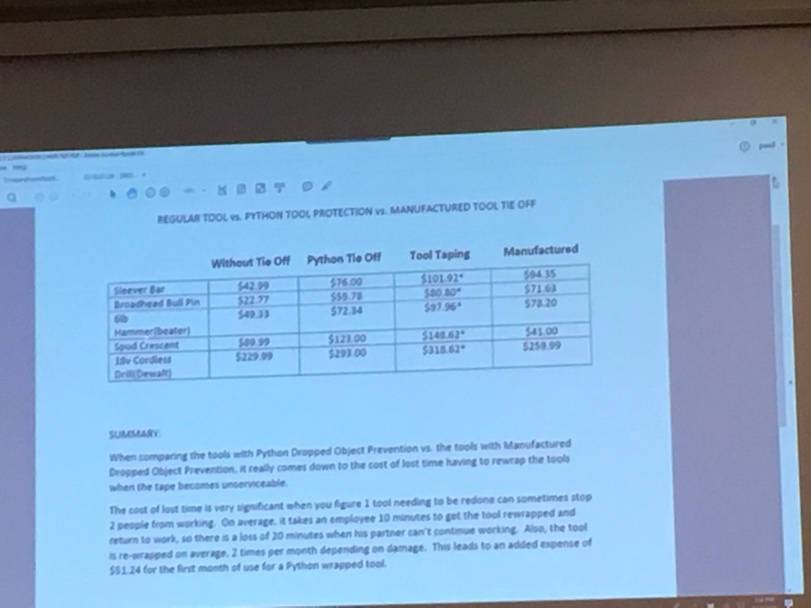 REGULAR TOOL vs. PYTHON TOOL PROTECTION vs. MANUFACTURED TOOL TIE OFF
Without Tie Off Python Tie Off Tool Taping Manufactured
Sleever Bar $42.99 $76.00 $101.92* $94.35
Broadhead Bull Pin $22.77 $55.78 $80.80* $71.63
6lb $49.33 $72.34 $97.96* $78.20
Hammer(beater)
Spud Crescent $89.99 $123.00 $148.62* $41.00
18v Cordless $229.99 $293.00 $318.62* $259.99
Drill(Dewalt)
SUMMARY:
When comparing the tools with Python Dropped Object Prevention vs. the tools with Manufactured
Dropped Object Prevention, it really comes down to the cost of lost time having to rewrap the tools
when the tape becomes unserviceable.
The cost of lost time is very significant when you figure 1 tool needing to be redone can sometimes stop
2 people from working. On average, it takes an employee 10 minutes to get the tool rewrapped and
return to work, so there is a loss of 20 minutes when his partner can't continue working. Also, the tool
is re-wrapped on average, 2 times per month depending on damage. This leads to an added expense of
$51.24 for the first month of use for a Python wrapped tool.